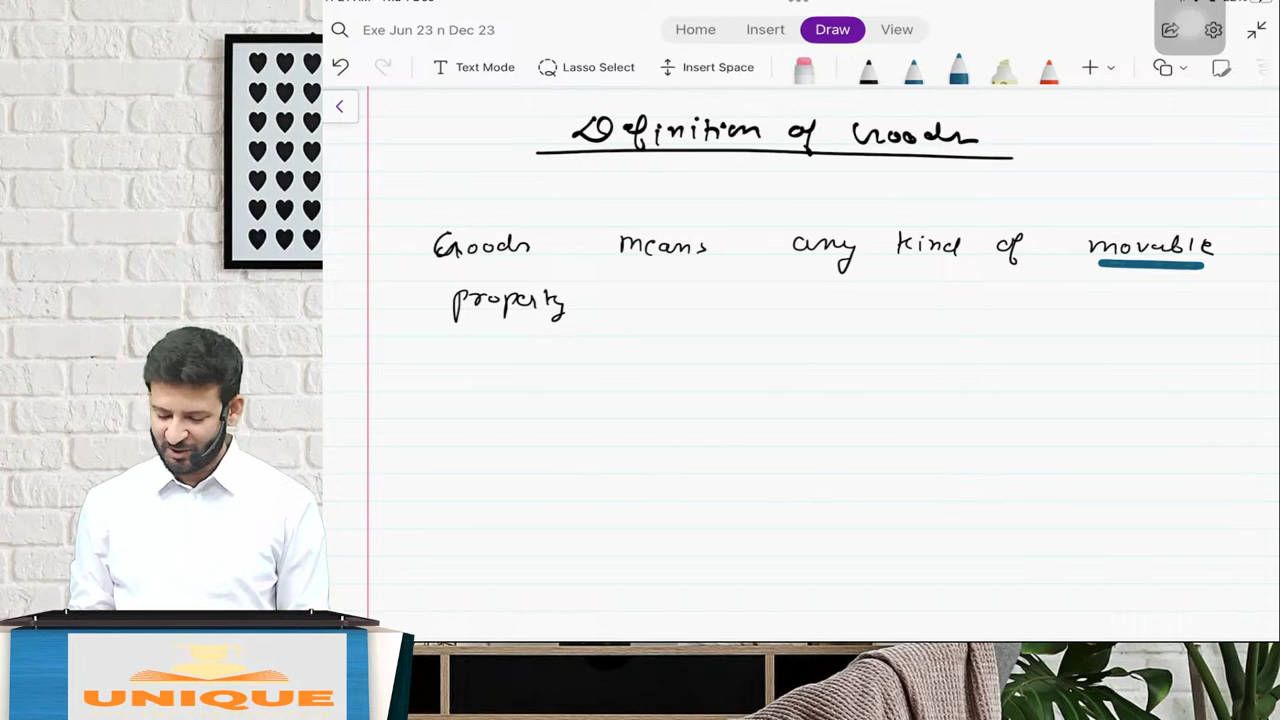 Exe Jun 23 n Dec 23
Home Insert Draw View
Text Mode Lasso Select Insert Space
Definition of Goods
Goods means any kind of movable
property
UNIQUE